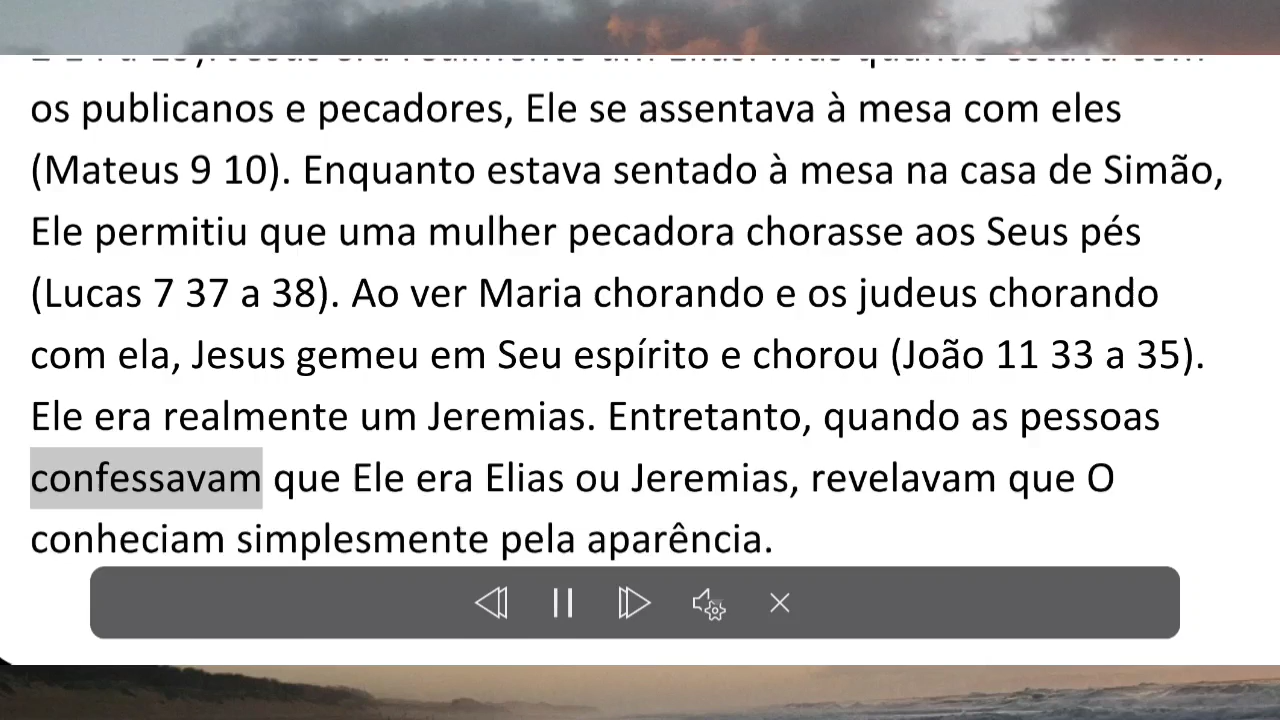 os publicanos e pecadores, Ele se assentava à mesa com eles
(Mateus 9 10). Enquanto estava sentado à mesa na casa de Simão,
Ele permitiu que uma mulher pecadora chorasse aos Seus pés
(Lucas 7 37 a 38). Ao ver Maria chorando e os judeus chorando
com ela, Jesus gemeu em Seu espírito e chorou (João 11 33 a 35).
Ele era realmente um Jeremias. Entretanto, quando as pessoas
confessavam que Ele era Elias ou Jeremias, revelavam que O
conheciam simplesmente pela aparência.